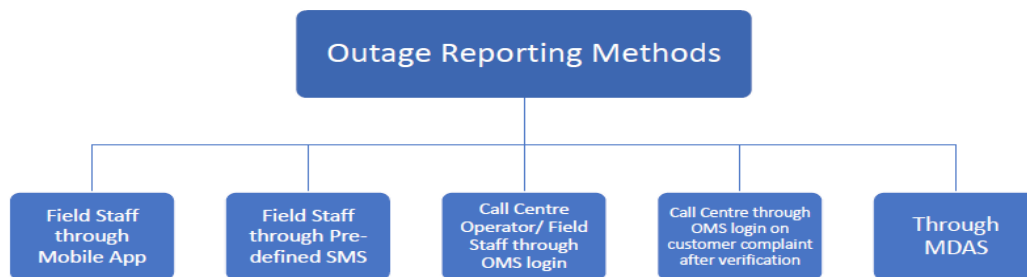 Outage Reporting Methods
Field Staff
through
Mobile App
Field Staff
through Pre-
defined SMS
Call Centre
Operator/ Field
Staff through
OMS login
Call Centre through
OMS login on
customer complaint
after verification
Through
MDAS